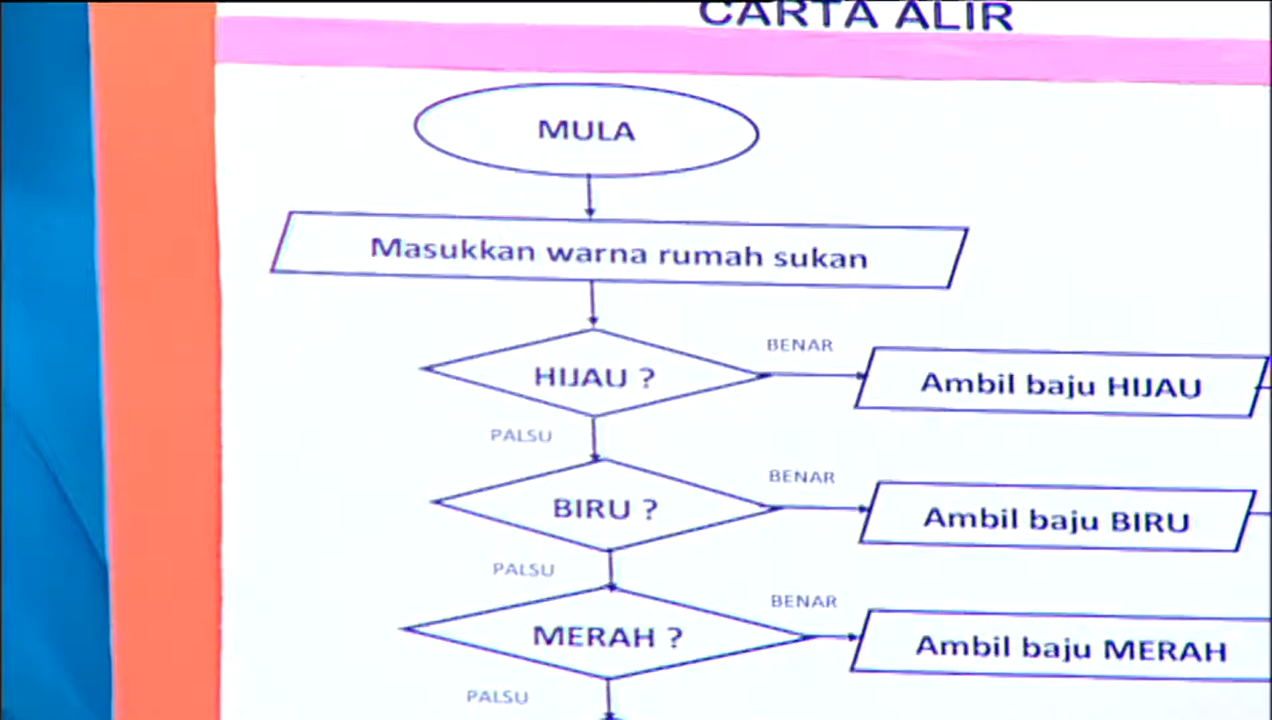 CARTA ALIR
MULA
Masukkan warna rumah sukan
HIJAU ?
BENAR
Ambil baju HIJAU
PALSU
BIRU ?
BENAR
Ambil baju BIRU
PALSU
MERAH ?
BENAR
Ambil baju MERAH
PALSU